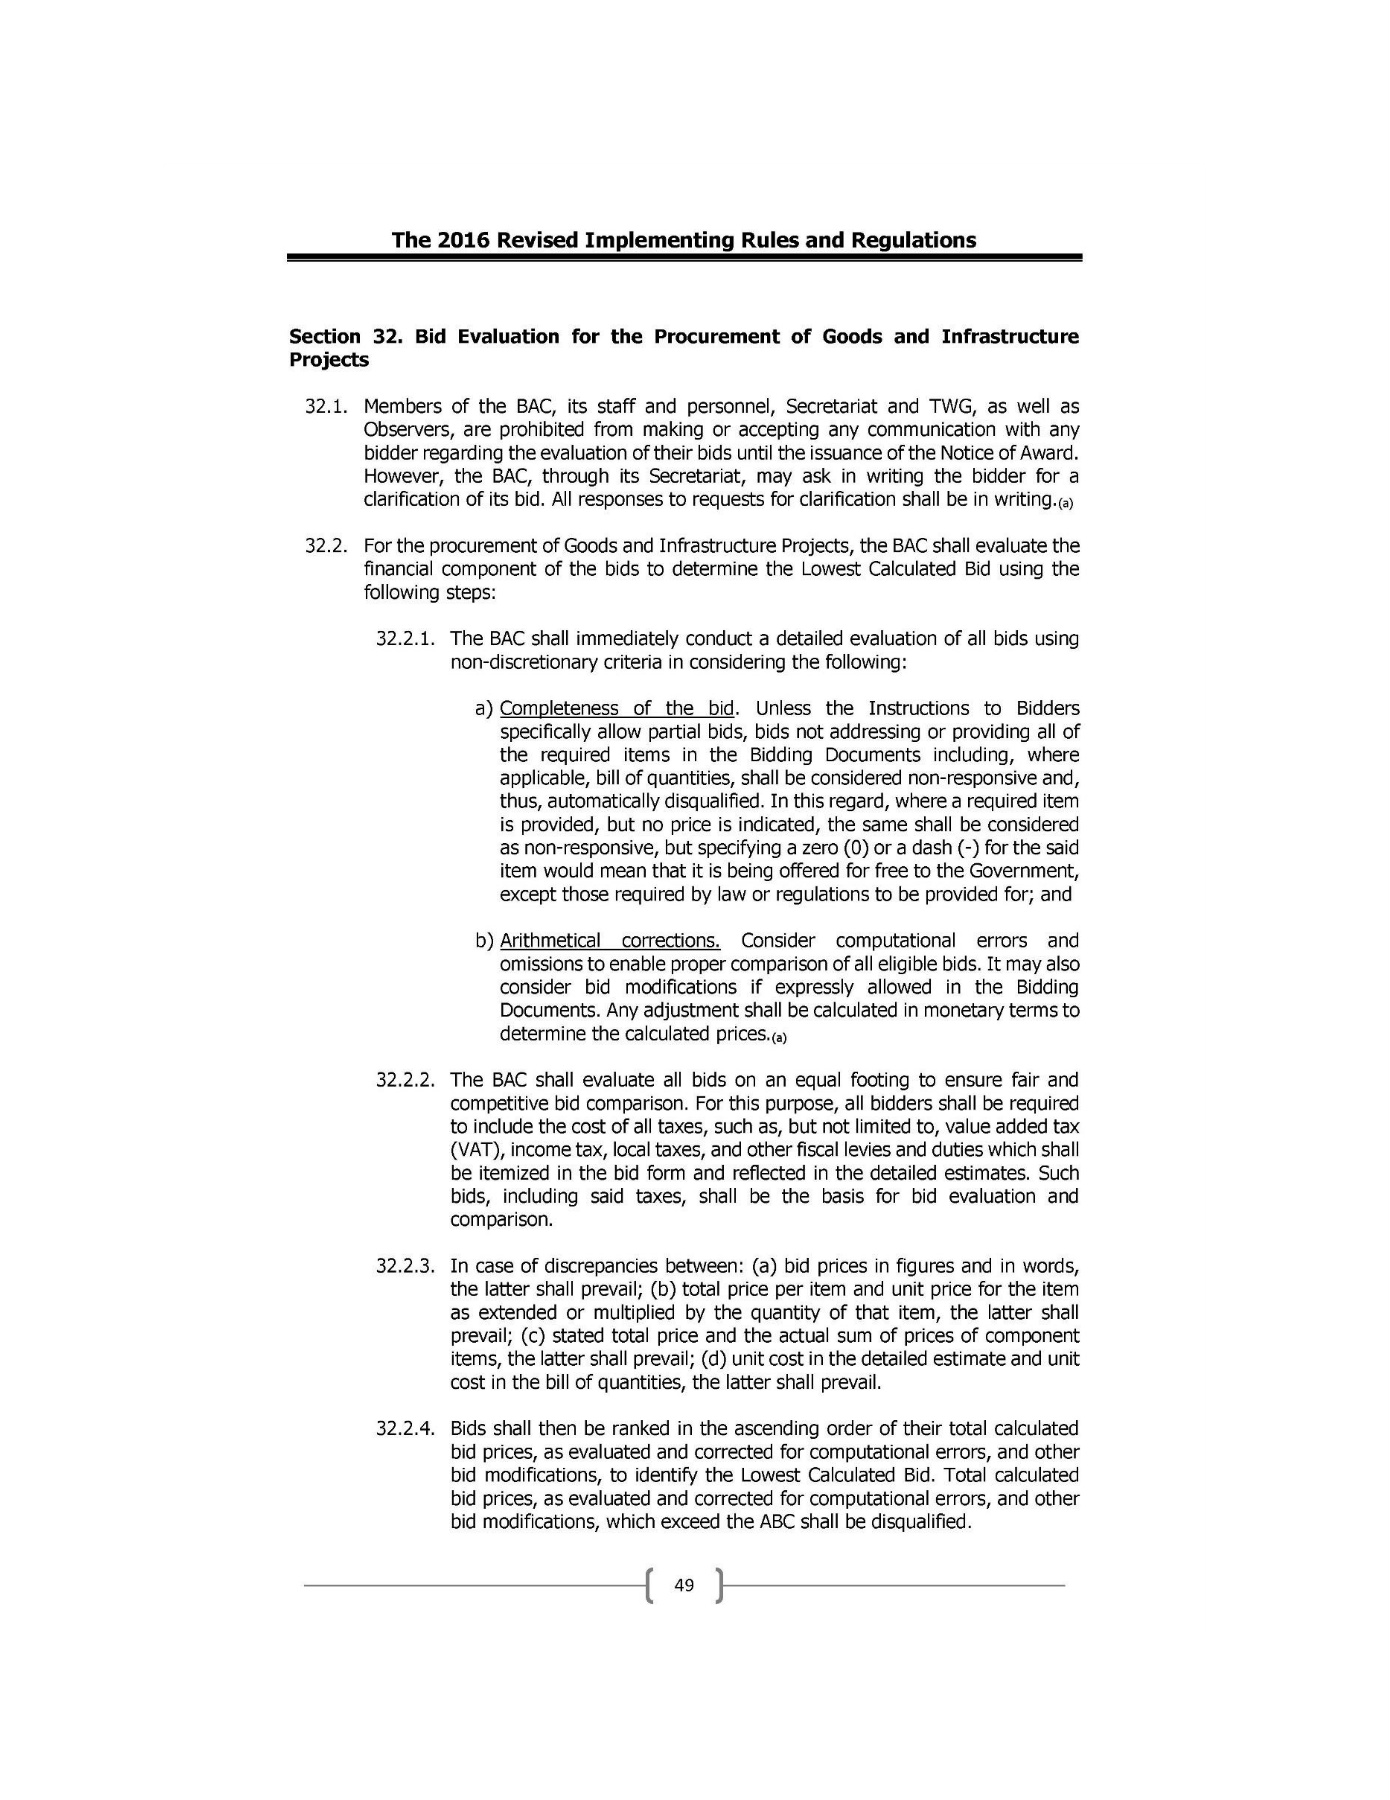 The 2016 Revised Implementing Rules and Regulations
Section 32. Bid Evaluation for the Procurement of Goods and Infrastructure
Projects
32.1. Members of the BAC, its staff and personnel, Secretariat and TWG, as well as
Observers, are prohibited from making or accepting any communication with any
bidder regarding the evaluation of their bids until the issuance of the Notice of Award.
However, the BAC, through its Secretariat, may ask in writing the bidder for a
clarification of its bid. All responses to requests for clarification shall be in writing.(a)
32.2. For the procurement of Goods and Infrastructure Projects, the BAC shall evaluate the
financial component of the bids to determine the Lowest Calculated Bid using the
following steps:
32.2.1. The BAC shall immediately conduct a detailed evaluation of all bids using
non-discretionary criteria in considering the following:
a) Completeness of the bid. Unless the Instructions to Bidders
specifically allow partial bids, bids not addressing or providing all of
the required items in the Bidding Documents including, where
applicable, bill of quantities, shall be considered non-responsive and,
thus, automatically disqualified. In this regard, where a required item
is provided, but no price is indicated, the same shall be considered
as non-responsive, but specifying a zero (0) or a dash (-) for the said
item would mean that it is being offered for free to the Government,
except those required by law or regulations to be provided for; and
b) Arithmetical corrections. Consider computational errors and
omissions to enable proper comparison of all eligible bids. It may also
consider bid modifications if expressly allowed in the Bidding
Documents. Any adjustment shall be calculated in monetary terms to
determine the calculated prices.(a)
32.2.2. The BAC shall evaluate all bids on an equal footing to ensure fair and
competitive bid comparison. For this purpose, all bidders shall be required
to include the cost of all taxes, such as, but not limited to, value added tax
(VAT), income tax, local taxes, and other fiscal levies and duties which shall
be itemized in the bid form and reflected in the detailed estimates. Such
bids, including said taxes, shall be the basis for bid evaluation and
comparison.
32.2.3. In case of discrepancies between: (a) bid prices in figures and in words,
the latter shall prevail; (b) total price per item and unit price for the item
as extended or multiplied by the quantity of that item, the latter shall
prevail; (c) stated total price and the actual sum of prices of component
items, the latter shall prevail; (d) unit cost in the detailed estimate and unit
cost in the bill of quantities, the latter shall prevail.
32.2.4. Bids shall then be ranked in the ascending order of their total calculated
bid prices, as evaluated and corrected for computational errors, and other
bid modifications, to identify the Lowest Calculated Bid. Total calculated
bid prices, as evaluated and corrected for computational errors, and other
bid modifications, which exceed the ABC shall be disqualified.
49